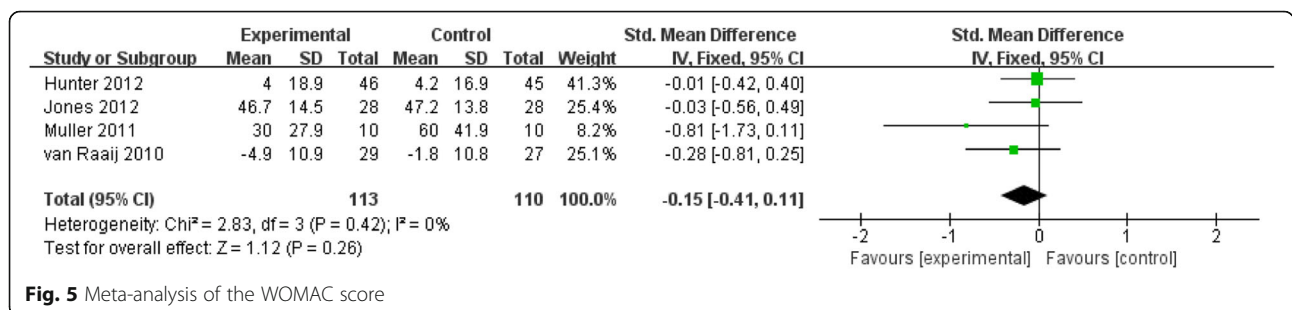 Experimental Control Std. Mean Difference Std. Mean Difference
Study or Subgroup Mean SD Total Mean SD Total Weight IV, Fixed, 95% CI IV, Fixed, 95% CI
Hunter 2012 4 18.9 46 4.2 16.9 45 41.3% -0.01 [-0.42, 0.40]
Jones 2012 46.7 14.5 28 47.2 13.8 28 25.4% -0.03 [-0.56, 0.49]
Muller 2011 30 27.9 10 60 41.9 10 8.2% -0.81 [-1.73, 0.11]
van Raaij 2010 -4.9 10.9 29 -1.8 10.8 27 25.1% -0.28 [-0.81, 0.25]
Total (95% CI) 113 110 100.0% -0.15 [-0.41, 0.11]
Heterogeneity: Chi² = 2.83, df = 3 (P = 0.42); I² = 0%
Test for overall effect: Z = 1.12 (P = 0.26)
-2 -1 0 1 2
Favours [experimental] Favours [control]
Fig. 5 Meta-analysis of the WOMAC score